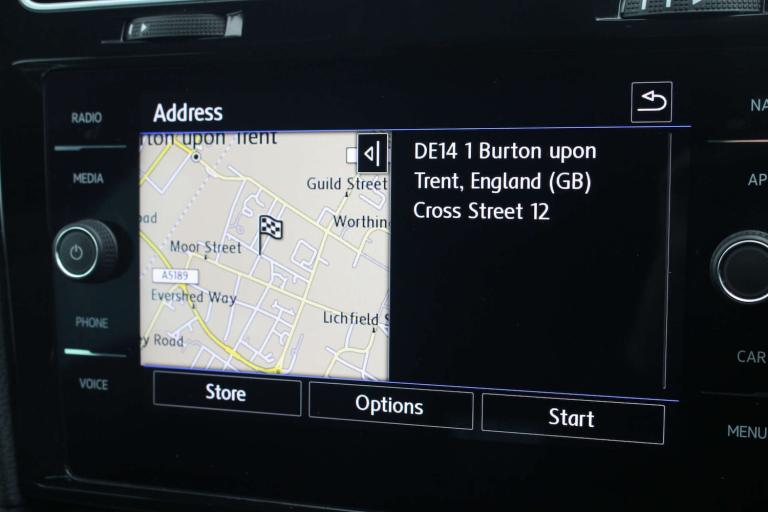 RADIO
MEDIA
PHONE
VOICE
Address
rton upon Trent
Guild Street
Worthin
Moor Street
A5189
Evershed Way
Lichfield S
y Road
DE14 1 Burton upon
Trent, England (GB)
Cross Street 12
Store
Options
Start
NA
AP
CAR
MENU